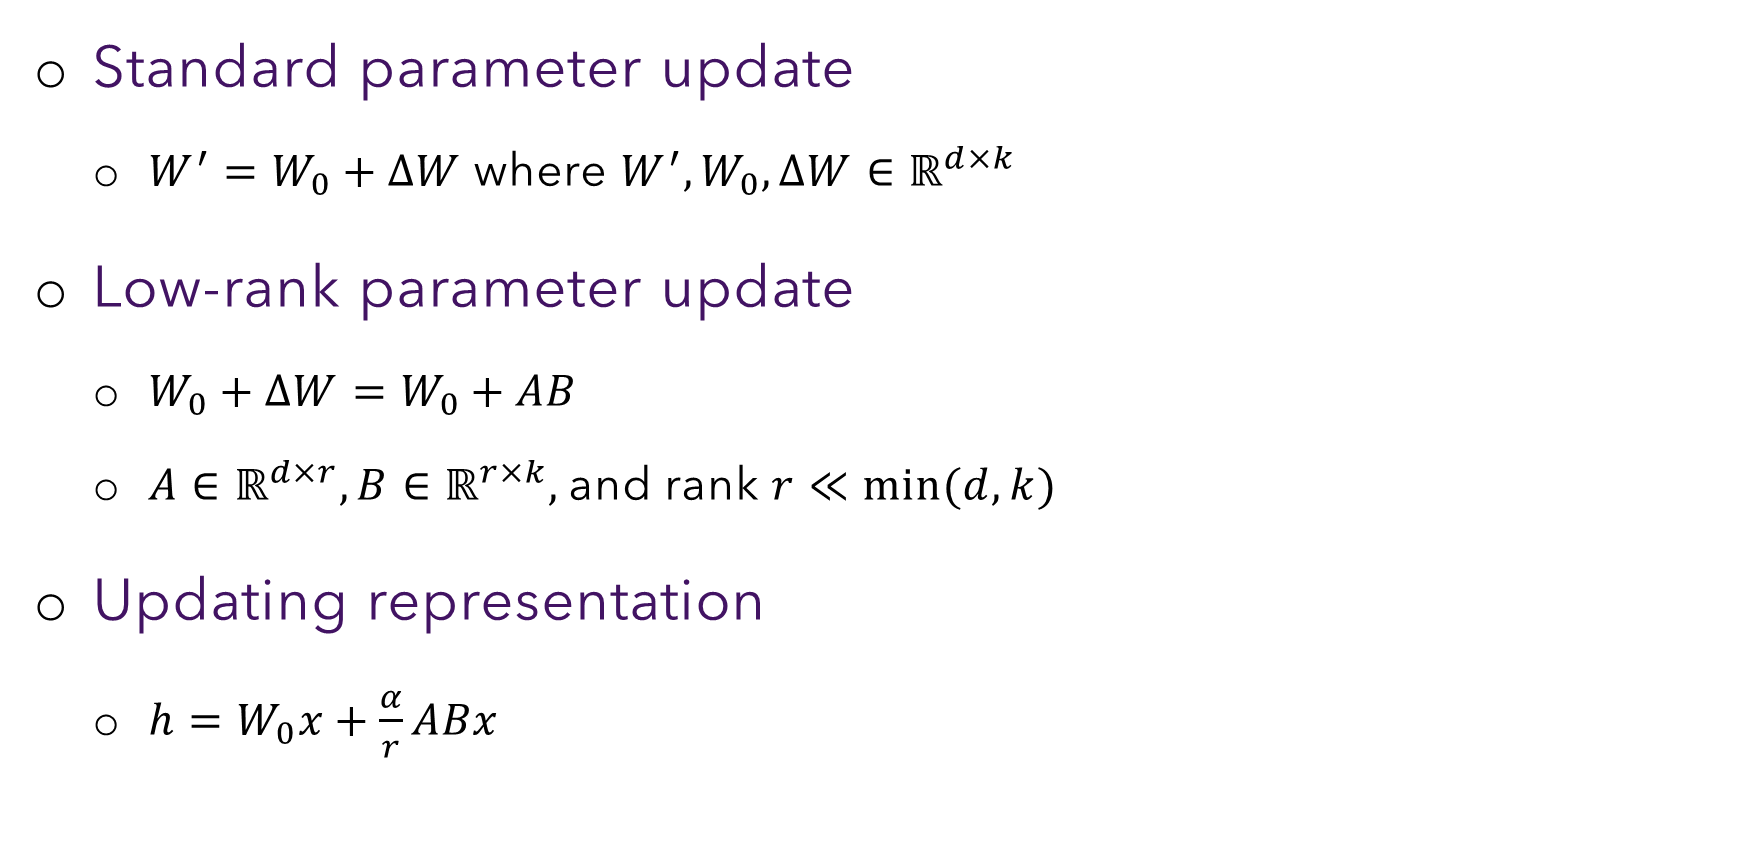 ○ Standard parameter update
○ W′ = W₀ + ΔW where W′, W₀, ΔW ∈ ℝ^{d×k}
○ Low-rank parameter update
○ W₀ + ΔW = W₀ + AB
○ A ∈ ℝ^{d×r}, B ∈ ℝ^{r×k}, and rank r ≪ min(d, k)
○ Updating representation
○ h = W₀x + \frac{α}{r} ABx